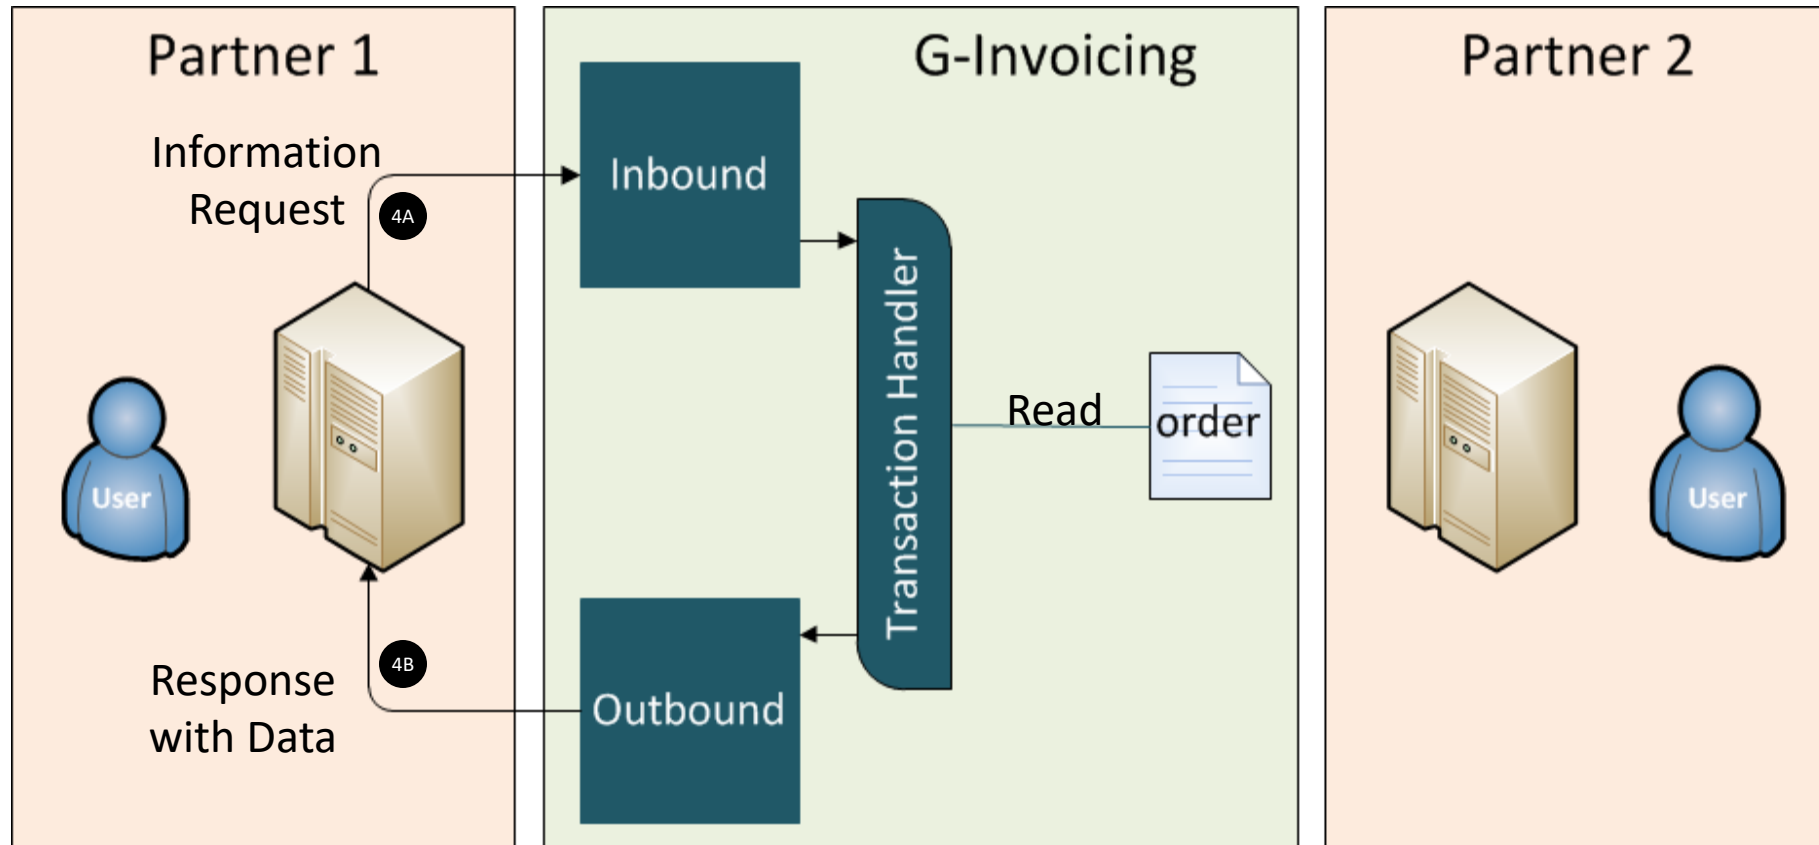 Partner 1
Information
Request
4A
User
4B
Response
with Data
G-Invoicing
Inbound
Transaction Handler
Read
order
Outbound
Partner 2
User